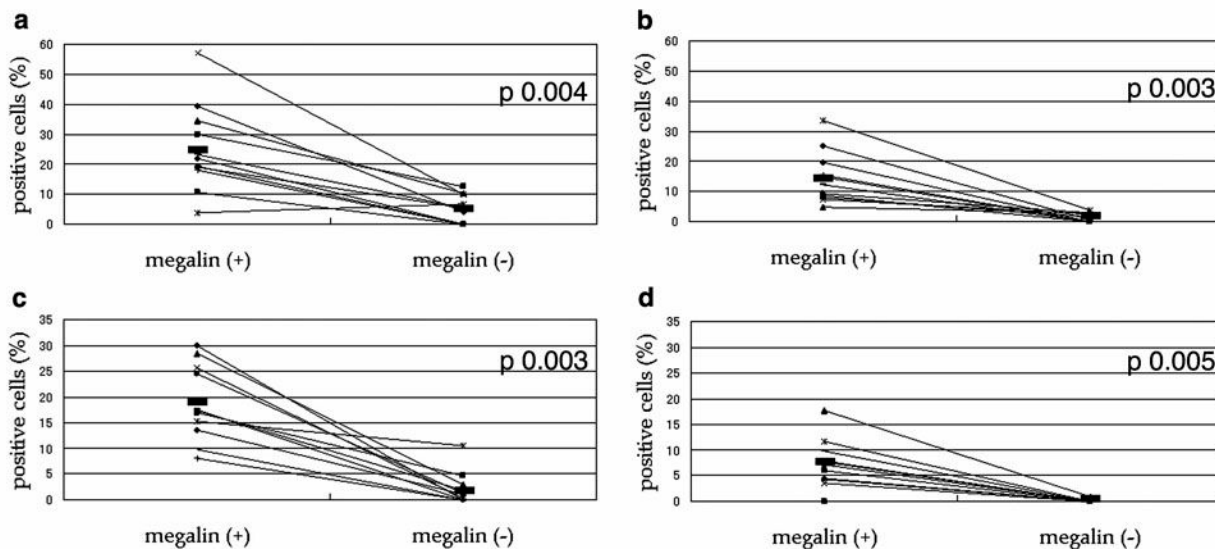 a
positive cells (%)
60
50
40
30
20
10
0
p 0.004
megalin (+) megalin (-)
b
positive cells (%)
60
50
40
30
20
10
0
p 0.003
megalin (+) megalin (-)
c
positive cells (%)
35
30
25
20
15
10
5
0
p 0.003
megalin (+) megalin (-)
d
positive cells (%)
35
30
25
20
15
10
5
0
p 0.005
megalin (+) megalin (-)